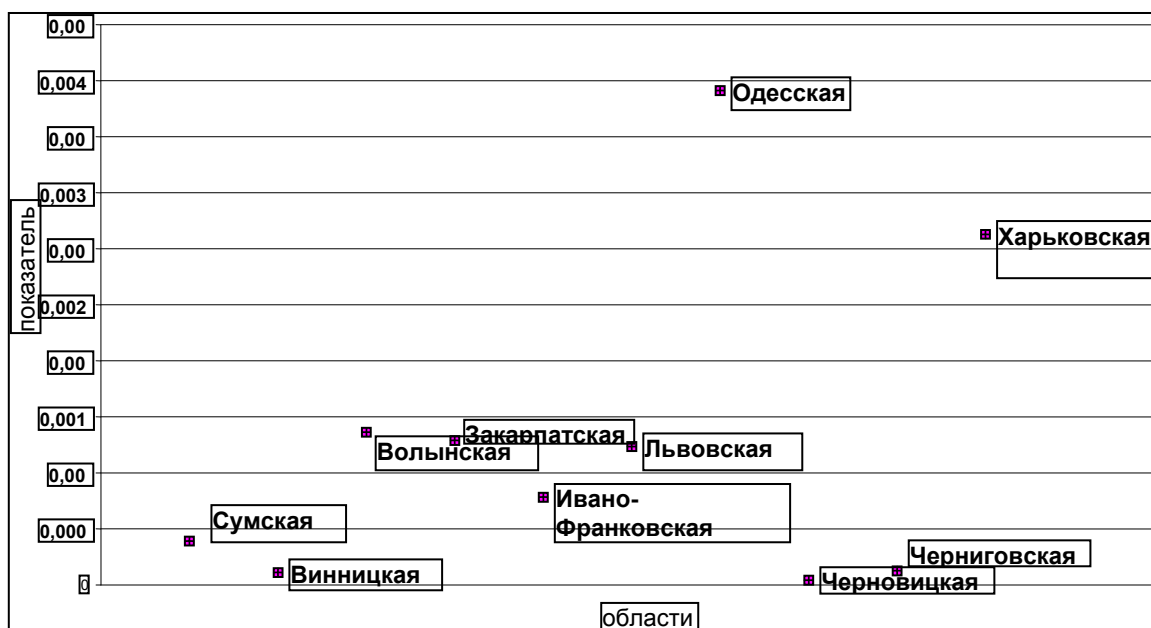 0,00
0,004
Одесская
0,00
0,003
показатель
Харьковская
0,00
0,002
0,00
0,001
Закарпатская
Волынская
Львовская
0,00
Ивано-
Франковская
Сумская
0,000
Черниговская
Винницкая
Черновицкая
0
области